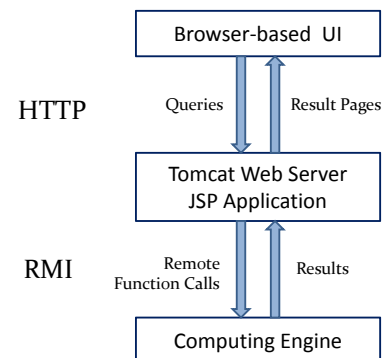 Browser-based UI
HTTP
Queries
Result Pages
Tomcat Web Server
JSP Application
RMI
Remote
Function Calls
Results
Computing Engine